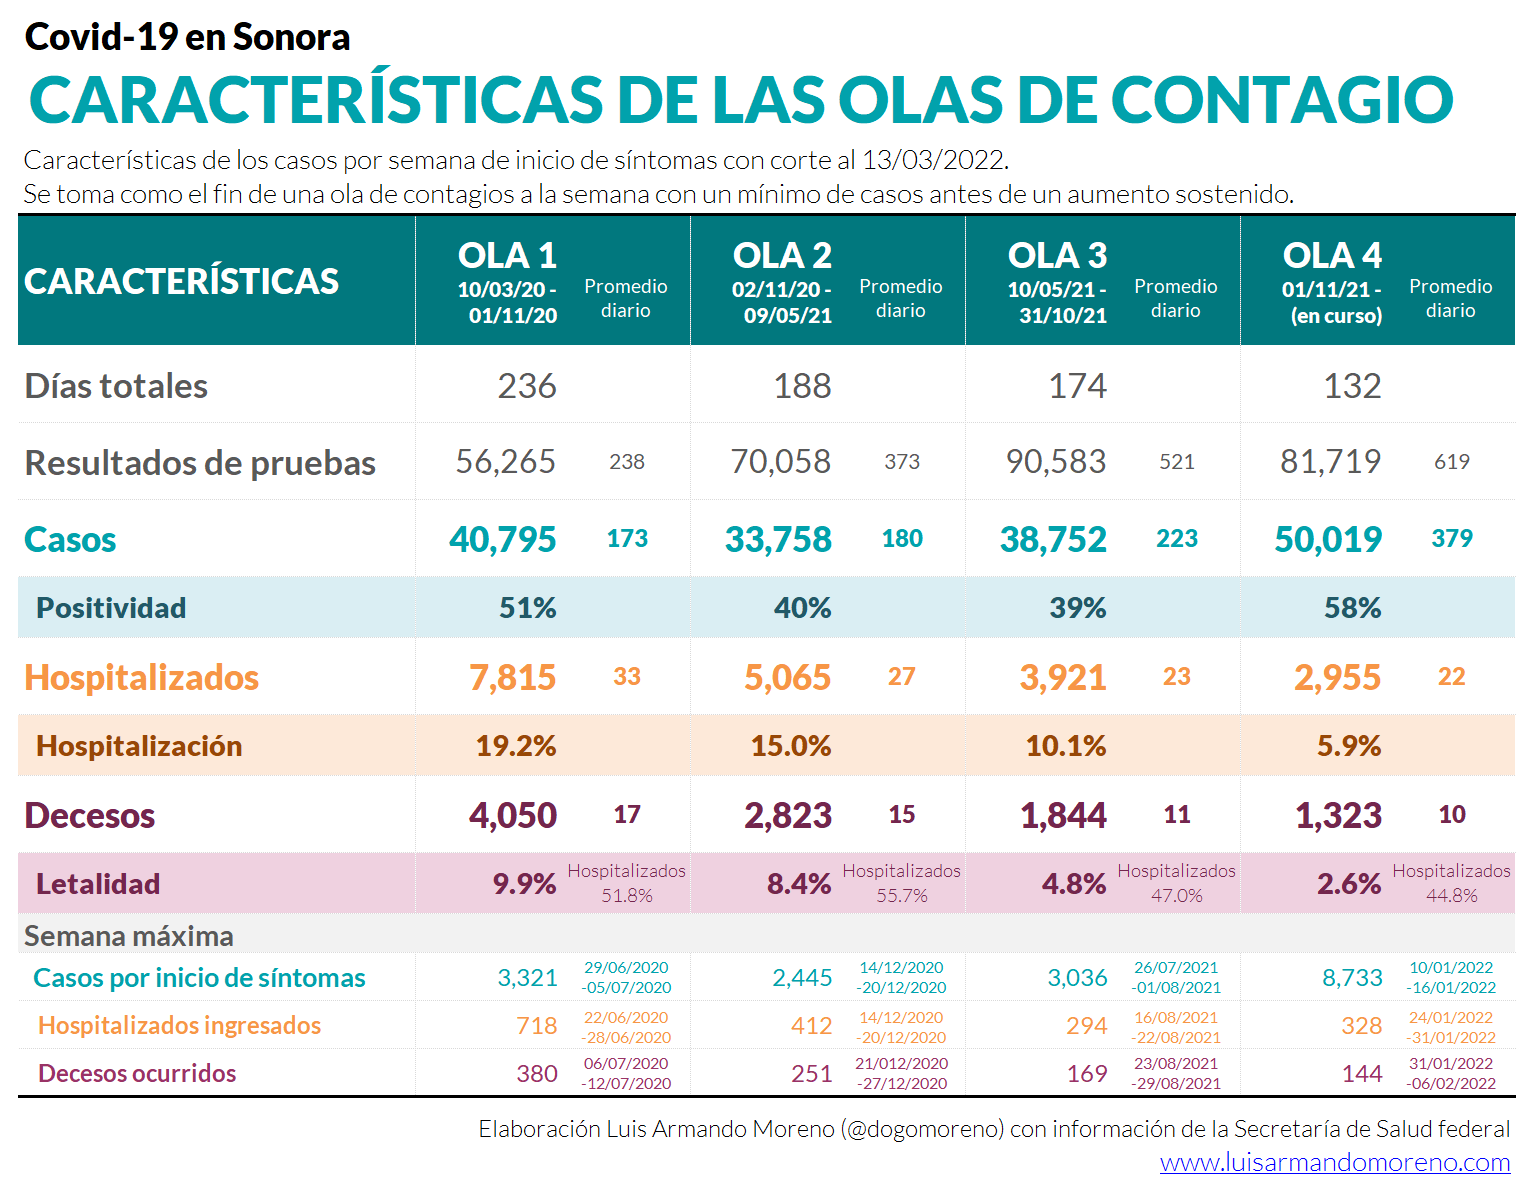 Covid-19 en Sonora
CARACTERÍSTICAS DE LAS OLAS DE CONTAGIO
Características de los casos por semana de inicio de síntomas con corte al 13/03/2022.
Se toma como el fin de una ola de contagios a la semana con un mínimo de casos antes de un aumento sostenido.
CARACTERÍSTICAS
OLA 1
10/03/20 -
01/11/20
Promedio
diario
OLA 2
02/11/20 -
09/05/21
Promedio
diario
OLA 3
10/05/21 -
31/10/21
Promedio
diario
OLA 4
01/11/21 -
(en curso)
Promedio
diario
Días totales 236 188 174 132
Resultados de pruebas 56,265 238 70,058 373 90,583 521 81,719 619
Casos 40,795 173 33,758 180 38,752 223 50,019 379
Positividad 51% 40% 39% 58%
Hospitalizados 7,815 33 5,065 27 3,921 23 2,955 22
Hospitalización 19.2% 15.0% 10.1% 5.9%
Decesos 4,050 17 2,823 15 1,844 11 1,323 10
Letalidad
9.9%
Hospitalizados
51.8%
8.4%
Hospitalizados
55.7%
4.8%
Hospitalizados
47.0%
2.6%
Hospitalizados
44.8%
Semana máxima
Casos por inicio de síntomas
3,321
29/06/2020
-05/07/2020
2,445
14/12/2020
-20/12/2020
3,036
26/07/2021
-01/08/2021
8,733
10/01/2022
-16/01/2022
Hospitalizados ingresados
718
22/06/2020
-28/06/2020
412
14/12/2020
-20/12/2020
294
16/08/2021
-22/08/2021
328
24/01/2022
-31/01/2022
Decesos ocurridos
380
06/07/2020
-12/07/2020
251
21/012/2020
-27/12/2020
169
23/08/2021
-29/08/2021
144
31/01/2022
-06/02/2022
Elaboración Luis Armando Moreno (@dogomoreno) con información de la Secretaría de Salud federal
www.luisarmandomoreno.com